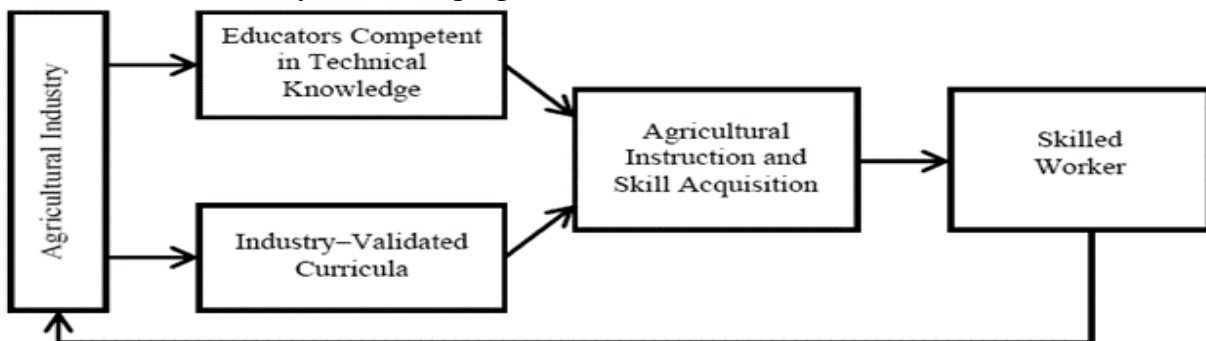 Agricultural Industry
Educators Competent
in Technical
Knowledge
Industry–Validated
Curricula
Agricultural
Instruction and
Skill Acquisition
Skilled
Worker